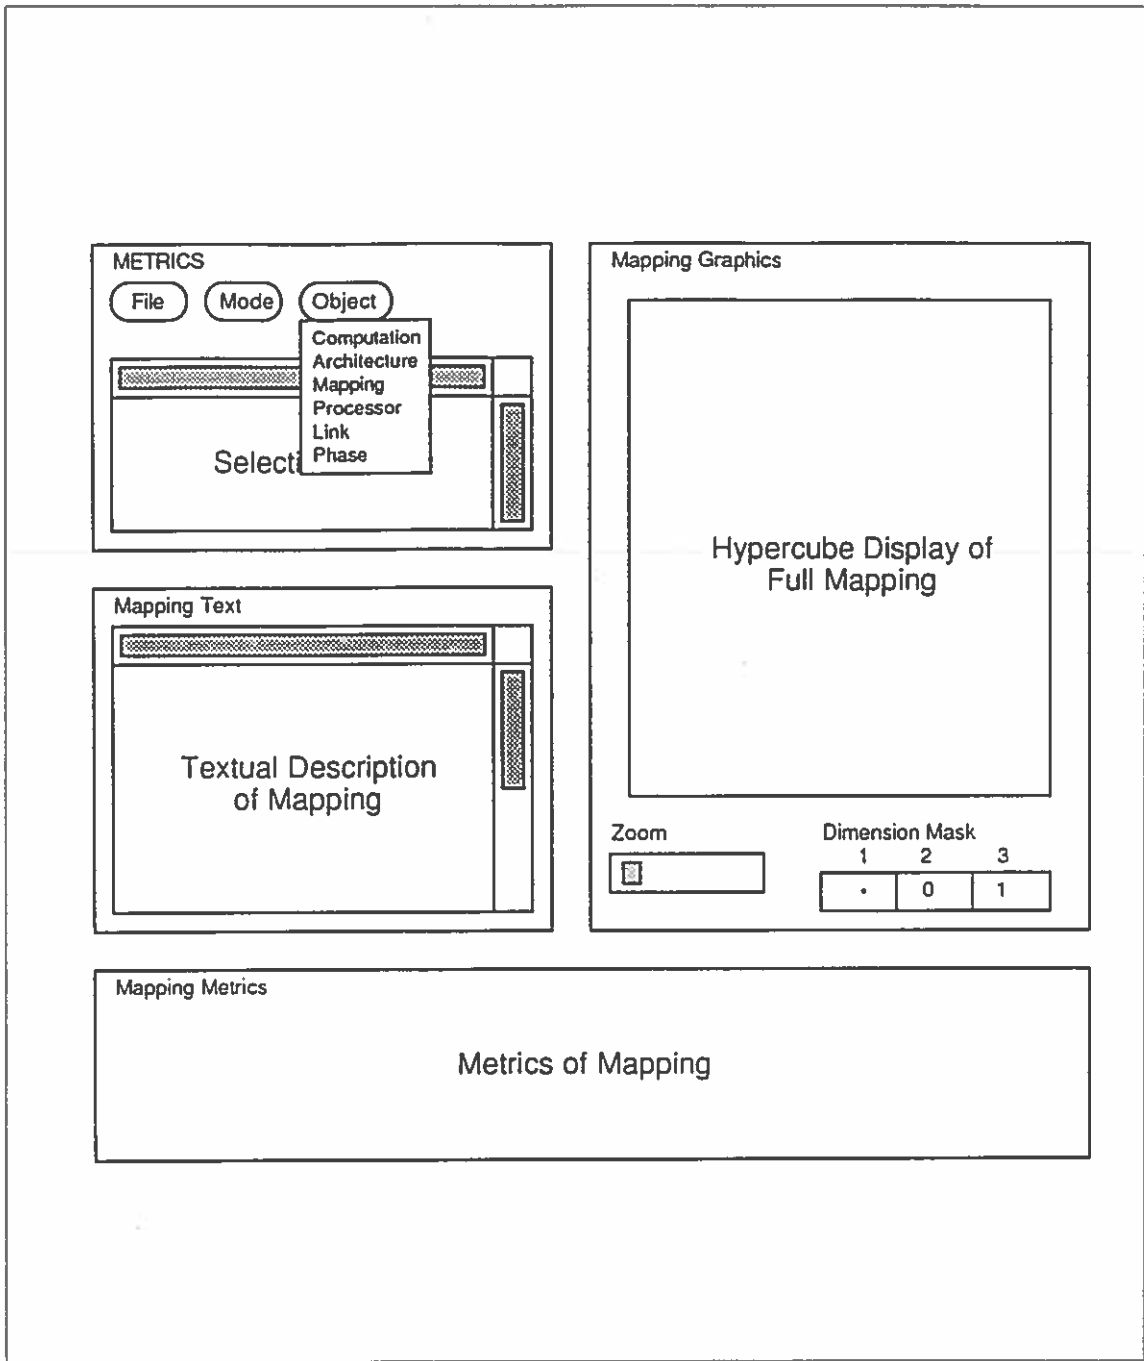 METRICS
File Mode Object
Computation
Architecture
Mapping
Processor
Link
Phase
Mapping Text
Textual Description
of Mapping
Mapping Graphics
Hypercube Display of
Full Mapping
Zoom
Dimension Mask
1 2 3
· 0 1
Mapping Metrics
Metrics of Mapping